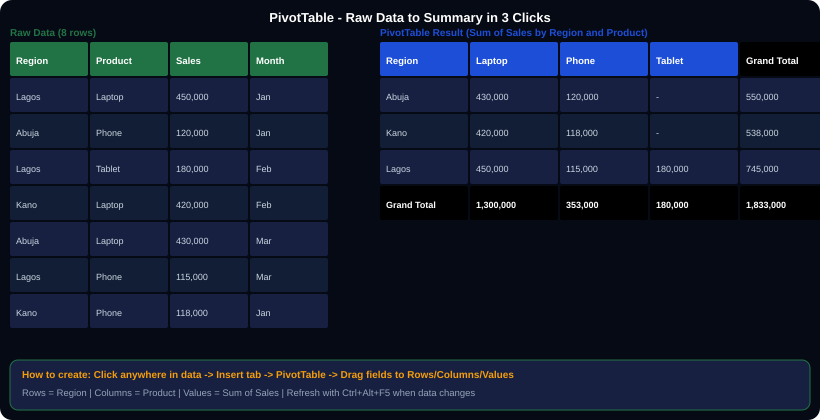 PivotTable - Raw Data to Summary in 3 Clicks
Raw Data (8 rows)
Region Product Sales Month
Lagos Laptop 450,000 Jan
Abuja Phone 120,000 Jan
Lagos Tablet 180,000 Feb
Kano Laptop 420,000 Feb
Abuja Laptop 430,000 Mar
Lagos Phone 115,000 Mar
Kano Phone 118,000 Jan
PivotTable Result (Sum of Sales by Region and Product)
Region Laptop Phone Tablet Grand Total
Abuja 430,000 120,000 - 550,000
Kano 420,000 118,000 - 538,000
Lagos 450,000 115,000 180,000 745,000
Grand Total 1,300,000 353,000 180,000 1,833,000
How to create: Click anywhere in data -> Insert tab -> PivotTable -> Drag fields to Rows/Columns/Values
Rows = Region | Columns = Product | Values = Sum of Sales | Refresh with Ctrl+Alt+F5 when data changes